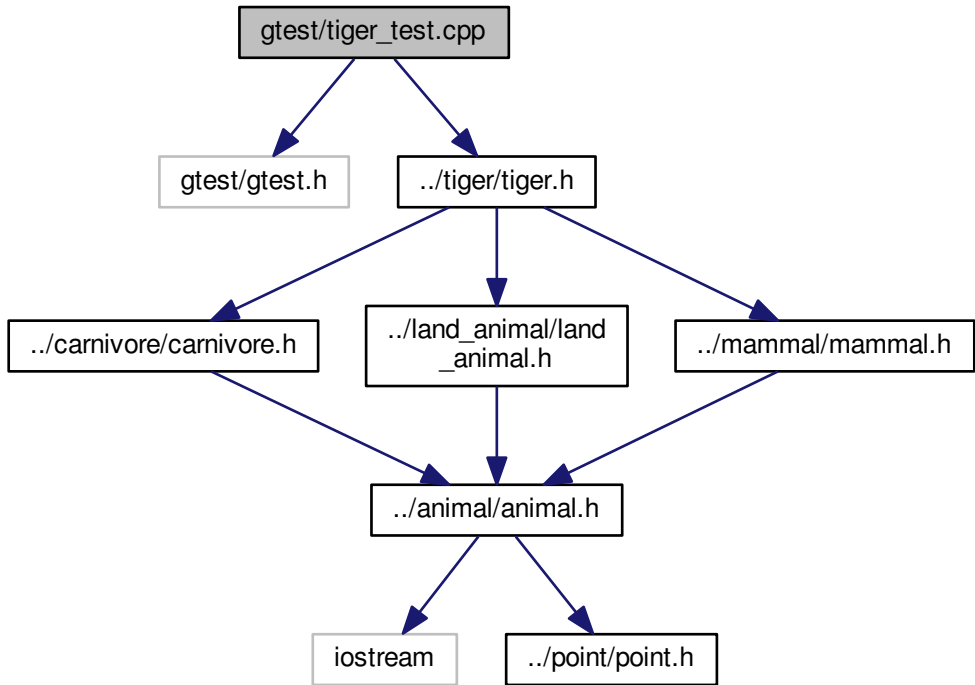 gtest/tiger_test.cpp
gtest/gtest.h
../tiger/tiger.h
../carnivore/carnivore.h
../land_animal/land
_animal.h
../mammal/mammal.h
../animal/animal.h
iostream
../point/point.h